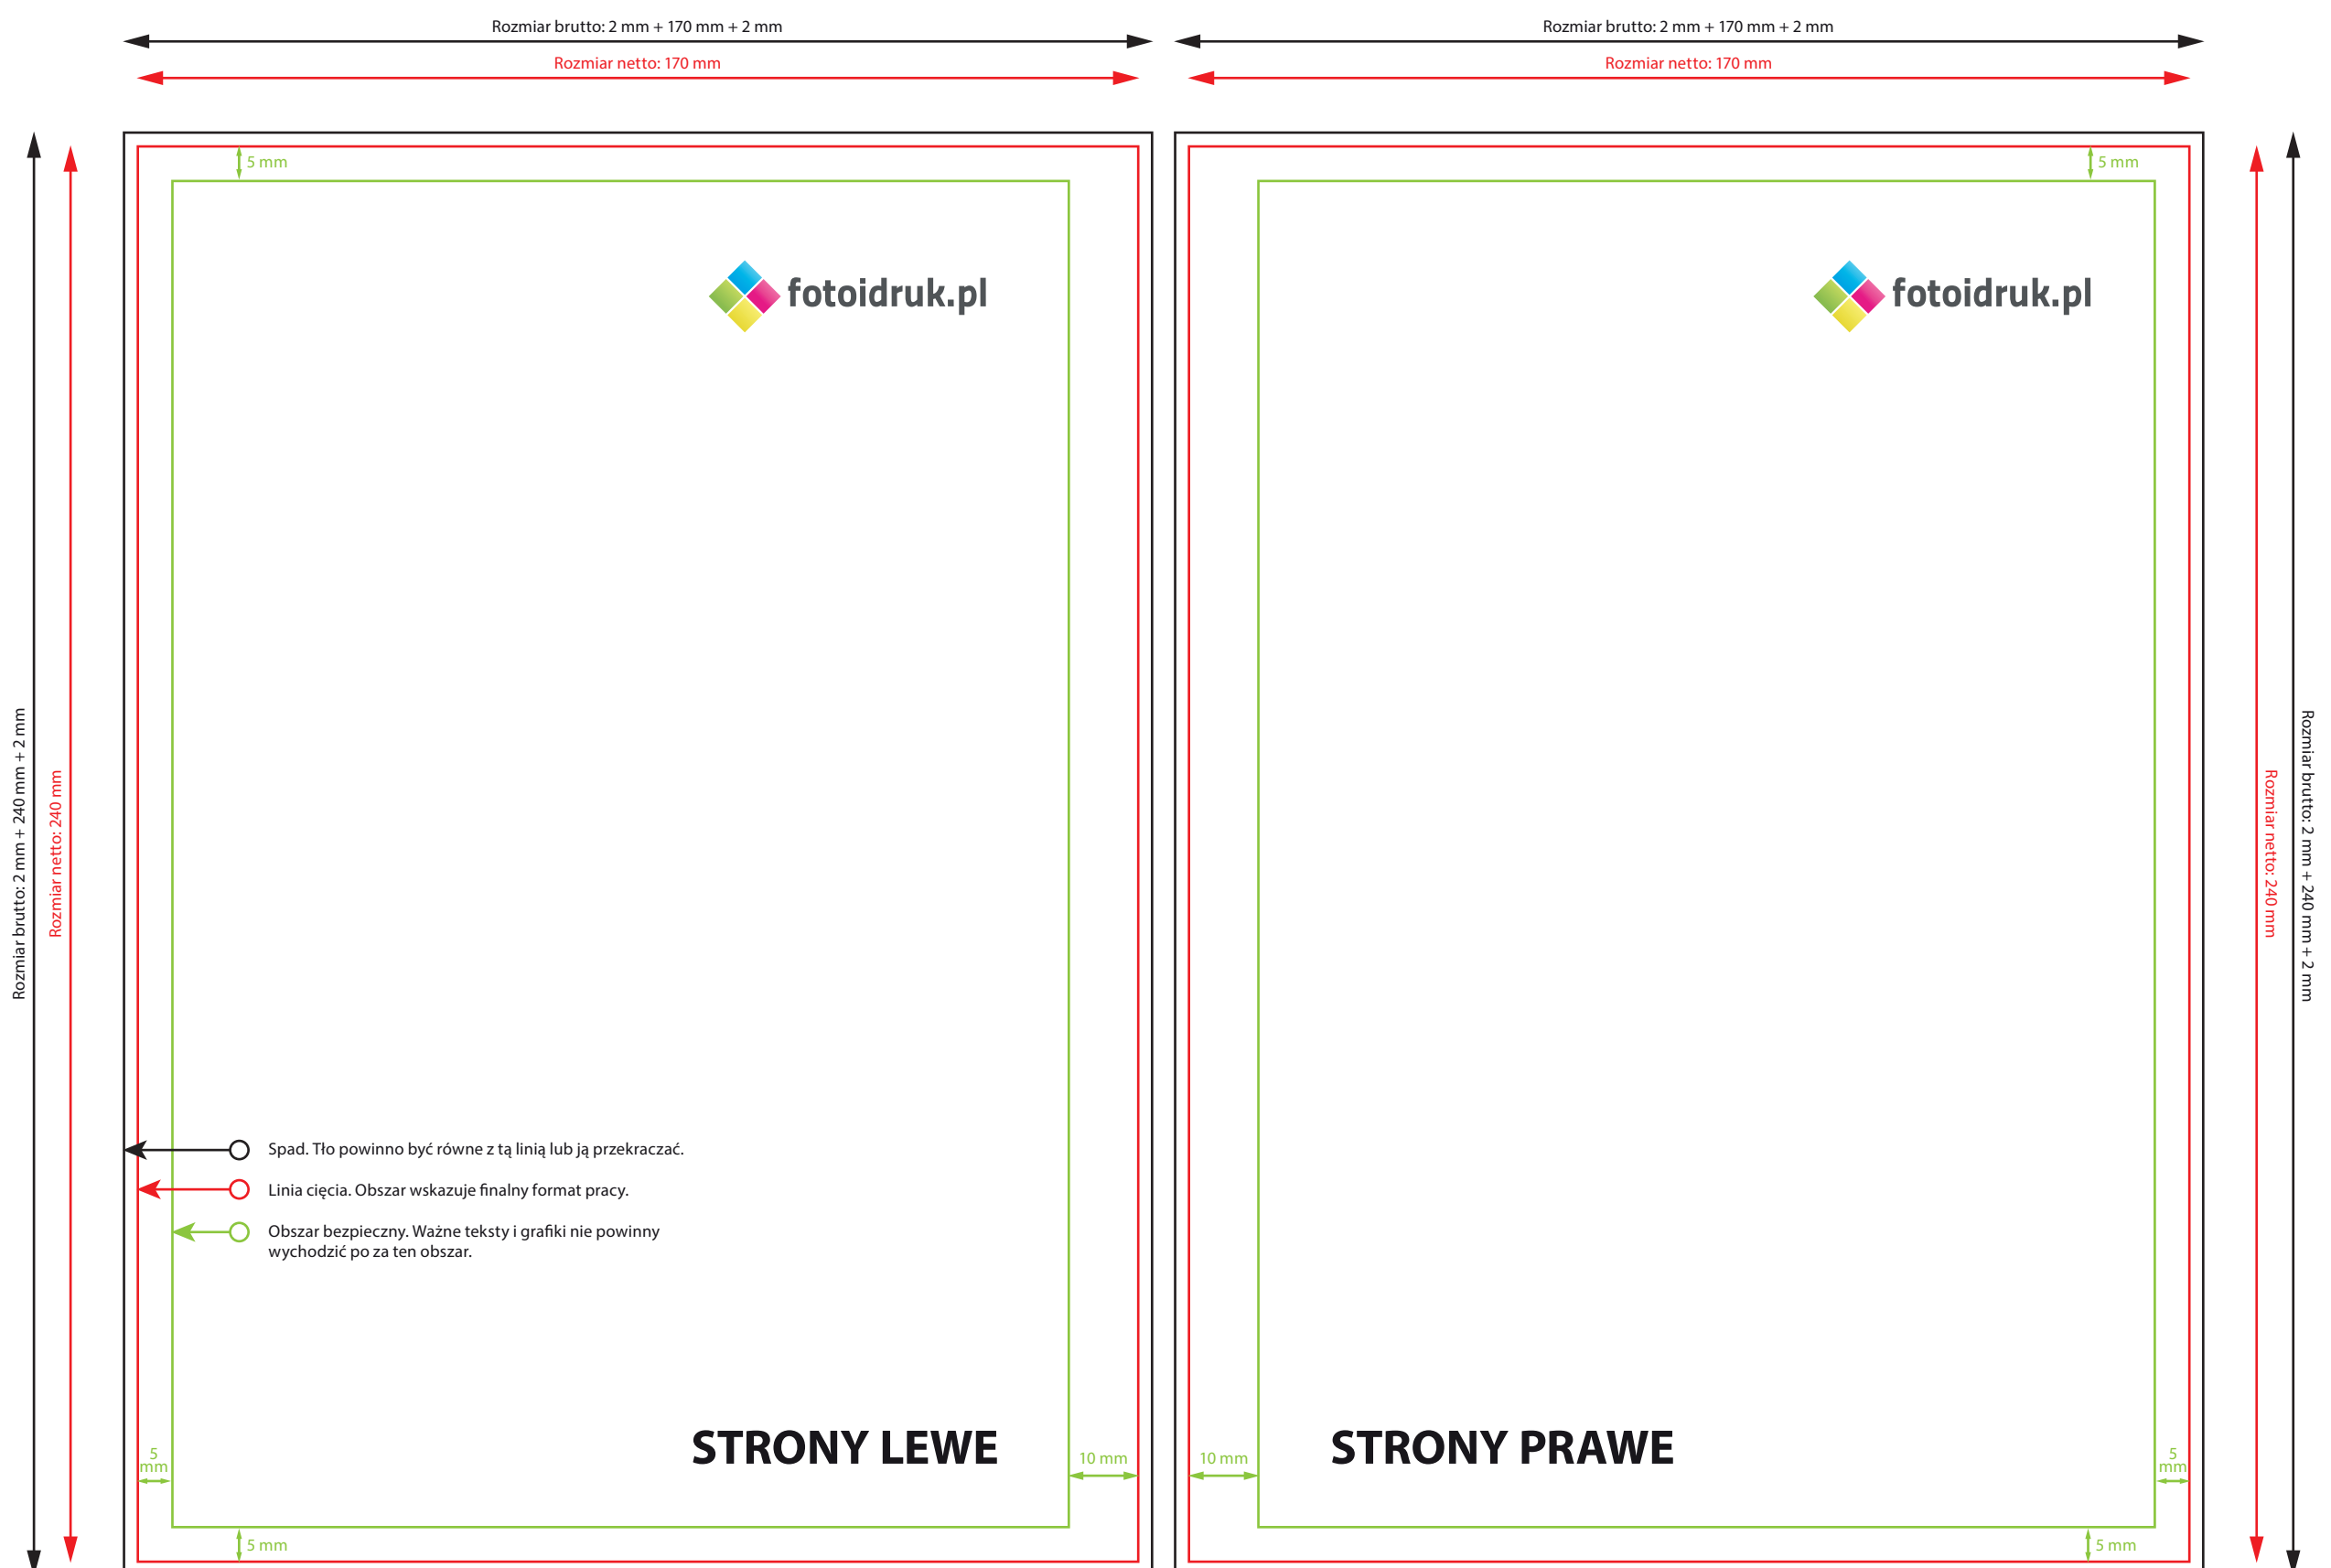 Rozmiar brutto: 2 mm + 170 mm + 2 mm
Rozmiar netto: 170 mm
Rozmiar brutto: 2 mm + 170 mm + 2 mm
Rozmiar netto: 170 mm
Rozmiar brutto: 2 mm + 240 mm + 2 mm
Rozmiar netto: 240 mm
5 mm
fotoidruk.pl
Spad. Tło powinno być równe z tą linią lub ją przekraczać.
Linia cięcia. Obszar wskazuje finalny format pracy.
Obszar bezpieczny. Ważne teksty i grafiki nie powinny
wychodzić po za ten obszar.
STRONY LEWE
5
mm
10 mm
5 mm
5 mm
fotoidruk.pl
STRONY PRAWE
10 mm
5
mm
5 mm
Rozmiar netto: 240 mm
Rozmiar brutto: 2 mm + 240 mm + 2 mm